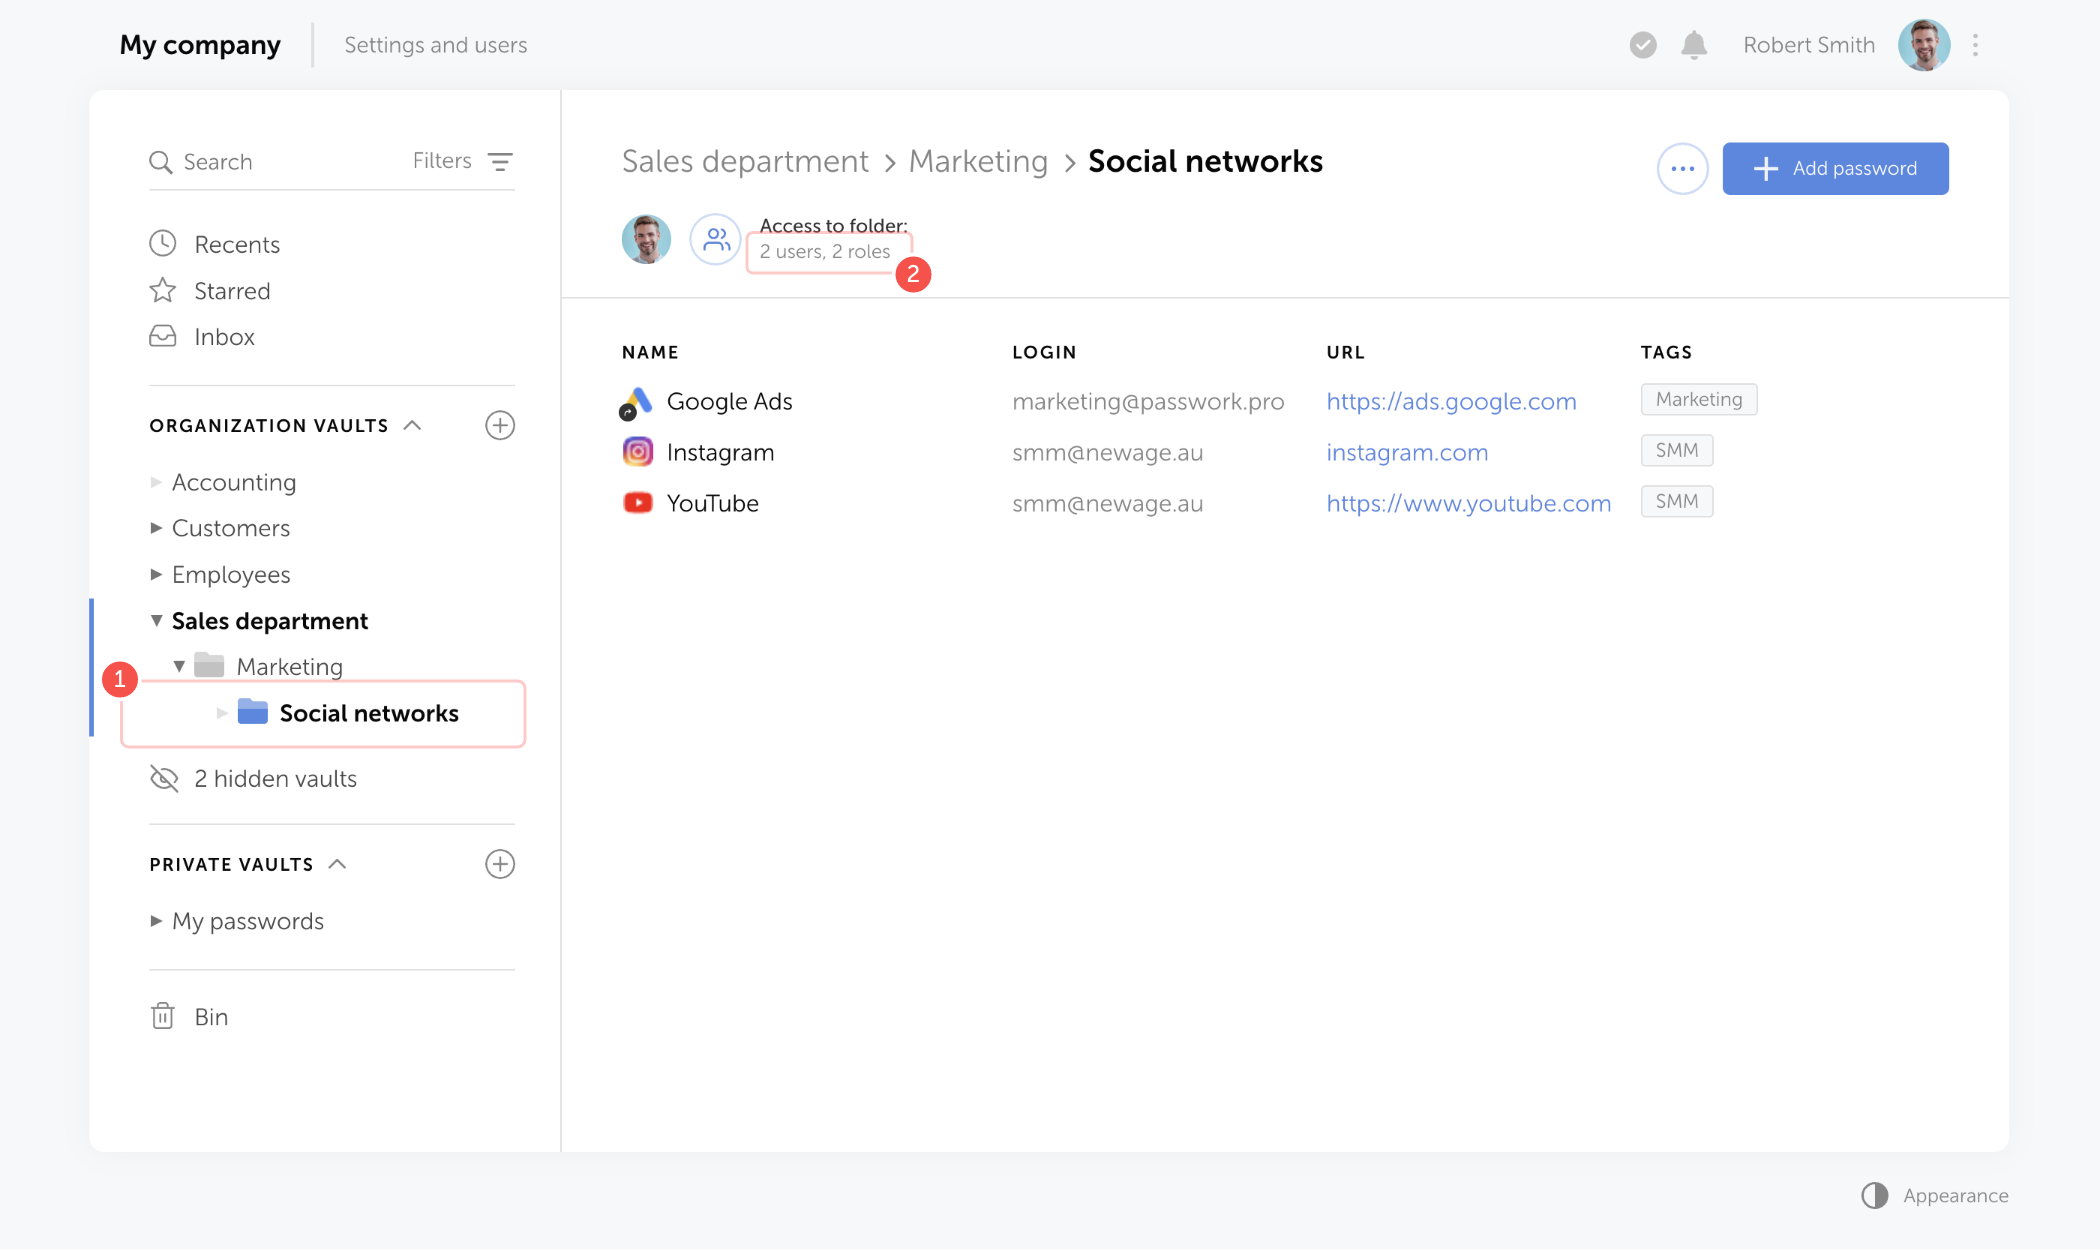 My company
Settings and users
Robert Smith
Search
Filters
Recents
Starred
Inbox
ORGANIZATION VAULTS
Accounting
Customers
Employees
Sales department
Marketing
1
Social networks
2 hidden vaults
PRIVATE VAULTS
My passwords
Bin
Sales department > Marketing > Social networks
Add password
Access to folder:
2 users, 2 roles
2
NAME LOGIN URL TAGS
Google Ads marketing@passwork.pro https://ads.google.com Marketing
Instagram smm@newage.au instagram.com SMM
YouTube smm@newage.au https://www.youtube.com SMM
Appearance